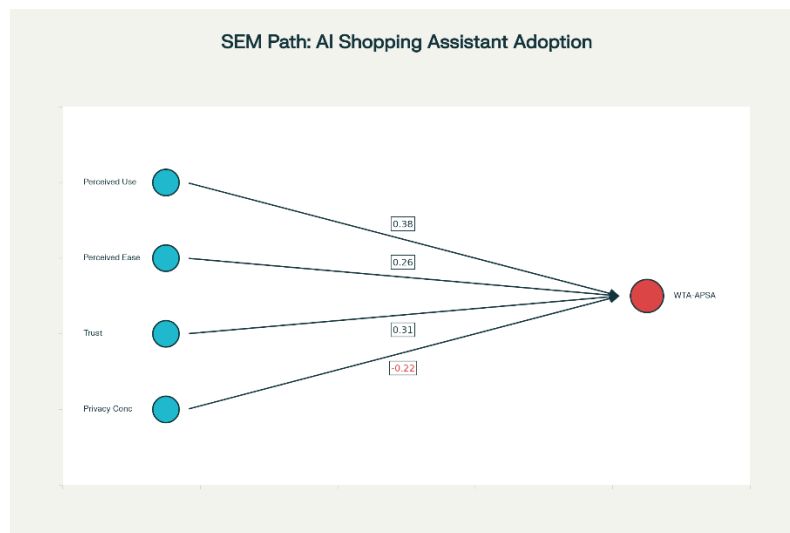 SEM Path: AI Shopping Assistant Adoption
Perceived Use
0.38
Perceived Ease
0.26
WTA-APSA
Trust
0.31
-0.22
Privacy Conc